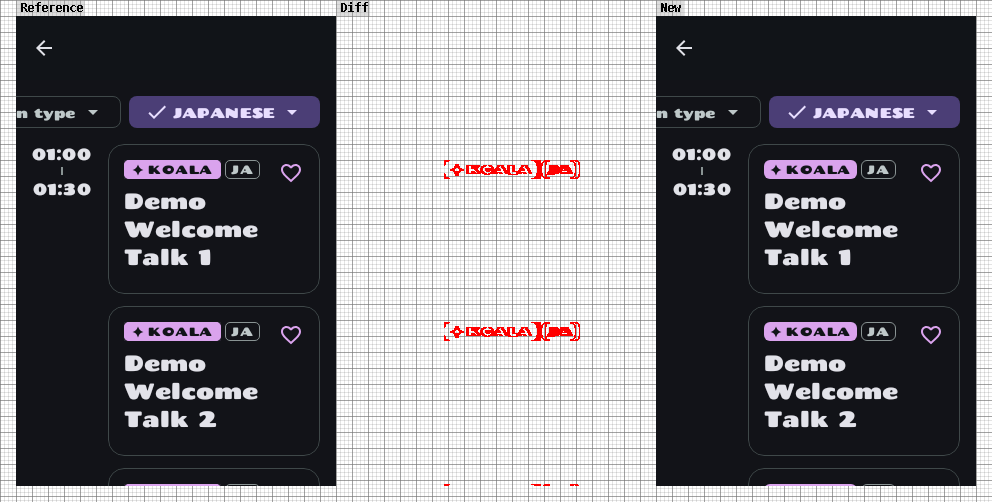 Reference Diff New
n type JAPANESE
01:00
01:30
KOALA JA
Demo
Welcome
Talk 1
KOALA JA
Demo
Welcome
Talk 2
KOALA JA
KOALA JA
n type JAPANESE
01:00
01:30
KOALA JA
Demo
Welcome
Talk 1
KOALA JA
Demo
Welcome
Talk 2